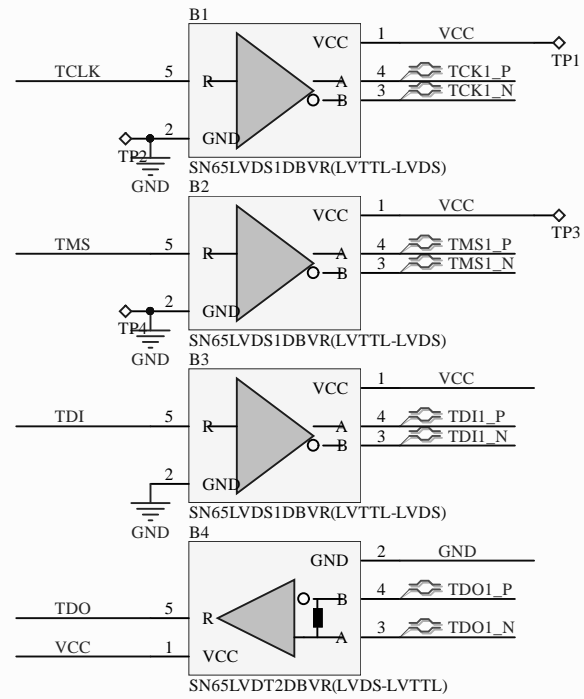 B1
VCC 1 VCC
TP1
TCLK 5 R A 4 TCK1_P
B 3 TCK1_N
TP2 2 GND
GND
SN65LVDS1DBVR(LVTTL-LVDS)
B2
VCC 1 VCC
TP3
TMS 5 R A 4 TMS1_P
B 3 TMS1_N
TP4 2 GND
GND
SN65LVDS1DBVR(LVTTL-LVDS)
B3
VCC 1 VCC
TDI 5 R A 4 TDI1_P
B 3 TDI1_N
2 GND
GND
SN65LVDS1DBVR(LVTTL-LVDS)
B4
GND 2 GND
B 4 TDO1_P
TDO 5 R A 3 TDO1_N
VCC 1 VCC
SN65LVDT2DBVR(LVDS-LVTTL)